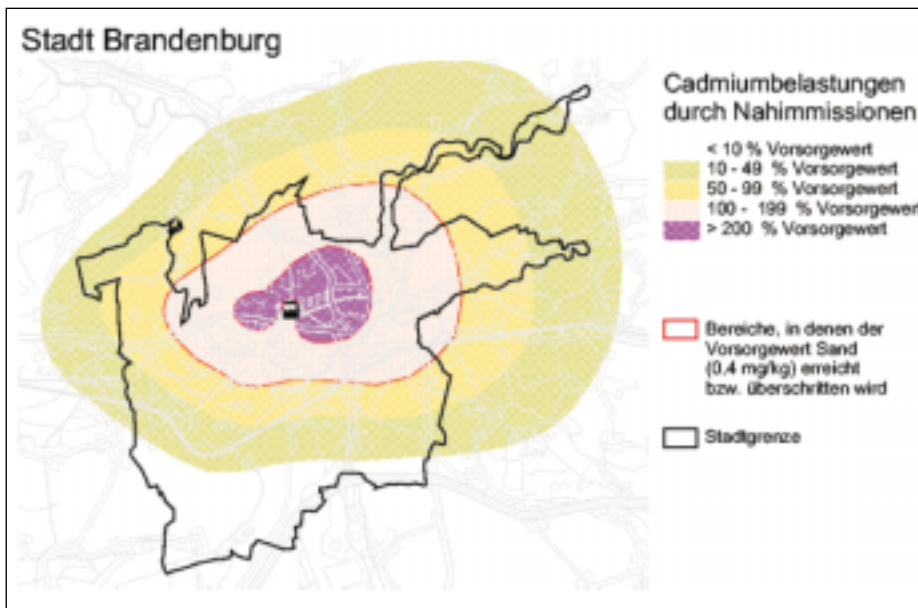 Stadt Brandenburg
Cadmiumbelastungen
durch Nahimmissionen
< 10 % Vorsorgewert
10 - 49 % Vorsorgewert
50 - 99 % Vorsorgewert
100 - 199 % Vorsorgewert
> 200 % Vorsorgewert
Bereiche, in denen der
Vorsorgewert Sand
(0,4 mg/kg) erreicht
bzw. überschritten wird
Stadtgrenze